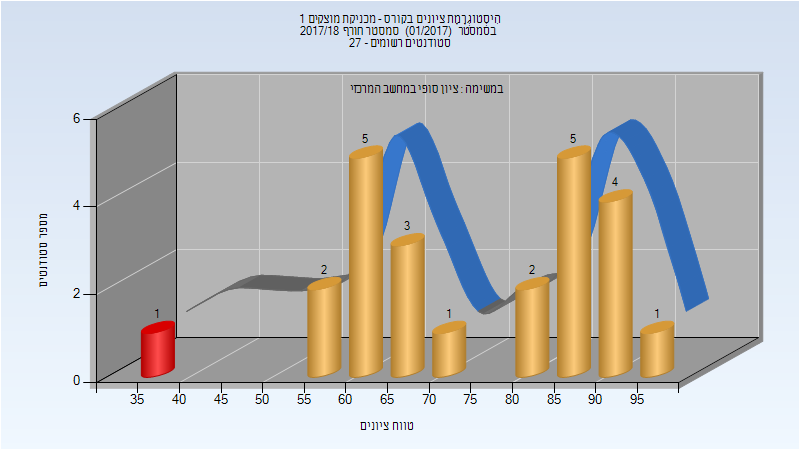 היסטוגרמת ציונים בקורס - מכניקת מוצקים 1
בסמסטר (01/2017) סמסטר חורף 2017/18
סטודנטים רשומים - 27
במשימה : ציון סופי במחשב המרכזי
מספר סטודנטים
6
4
2
0
1
2
5
3
1
2
5
4
1
35 40 45 50 55 60 65 70 75 80 85 90 95
טווח ציונים